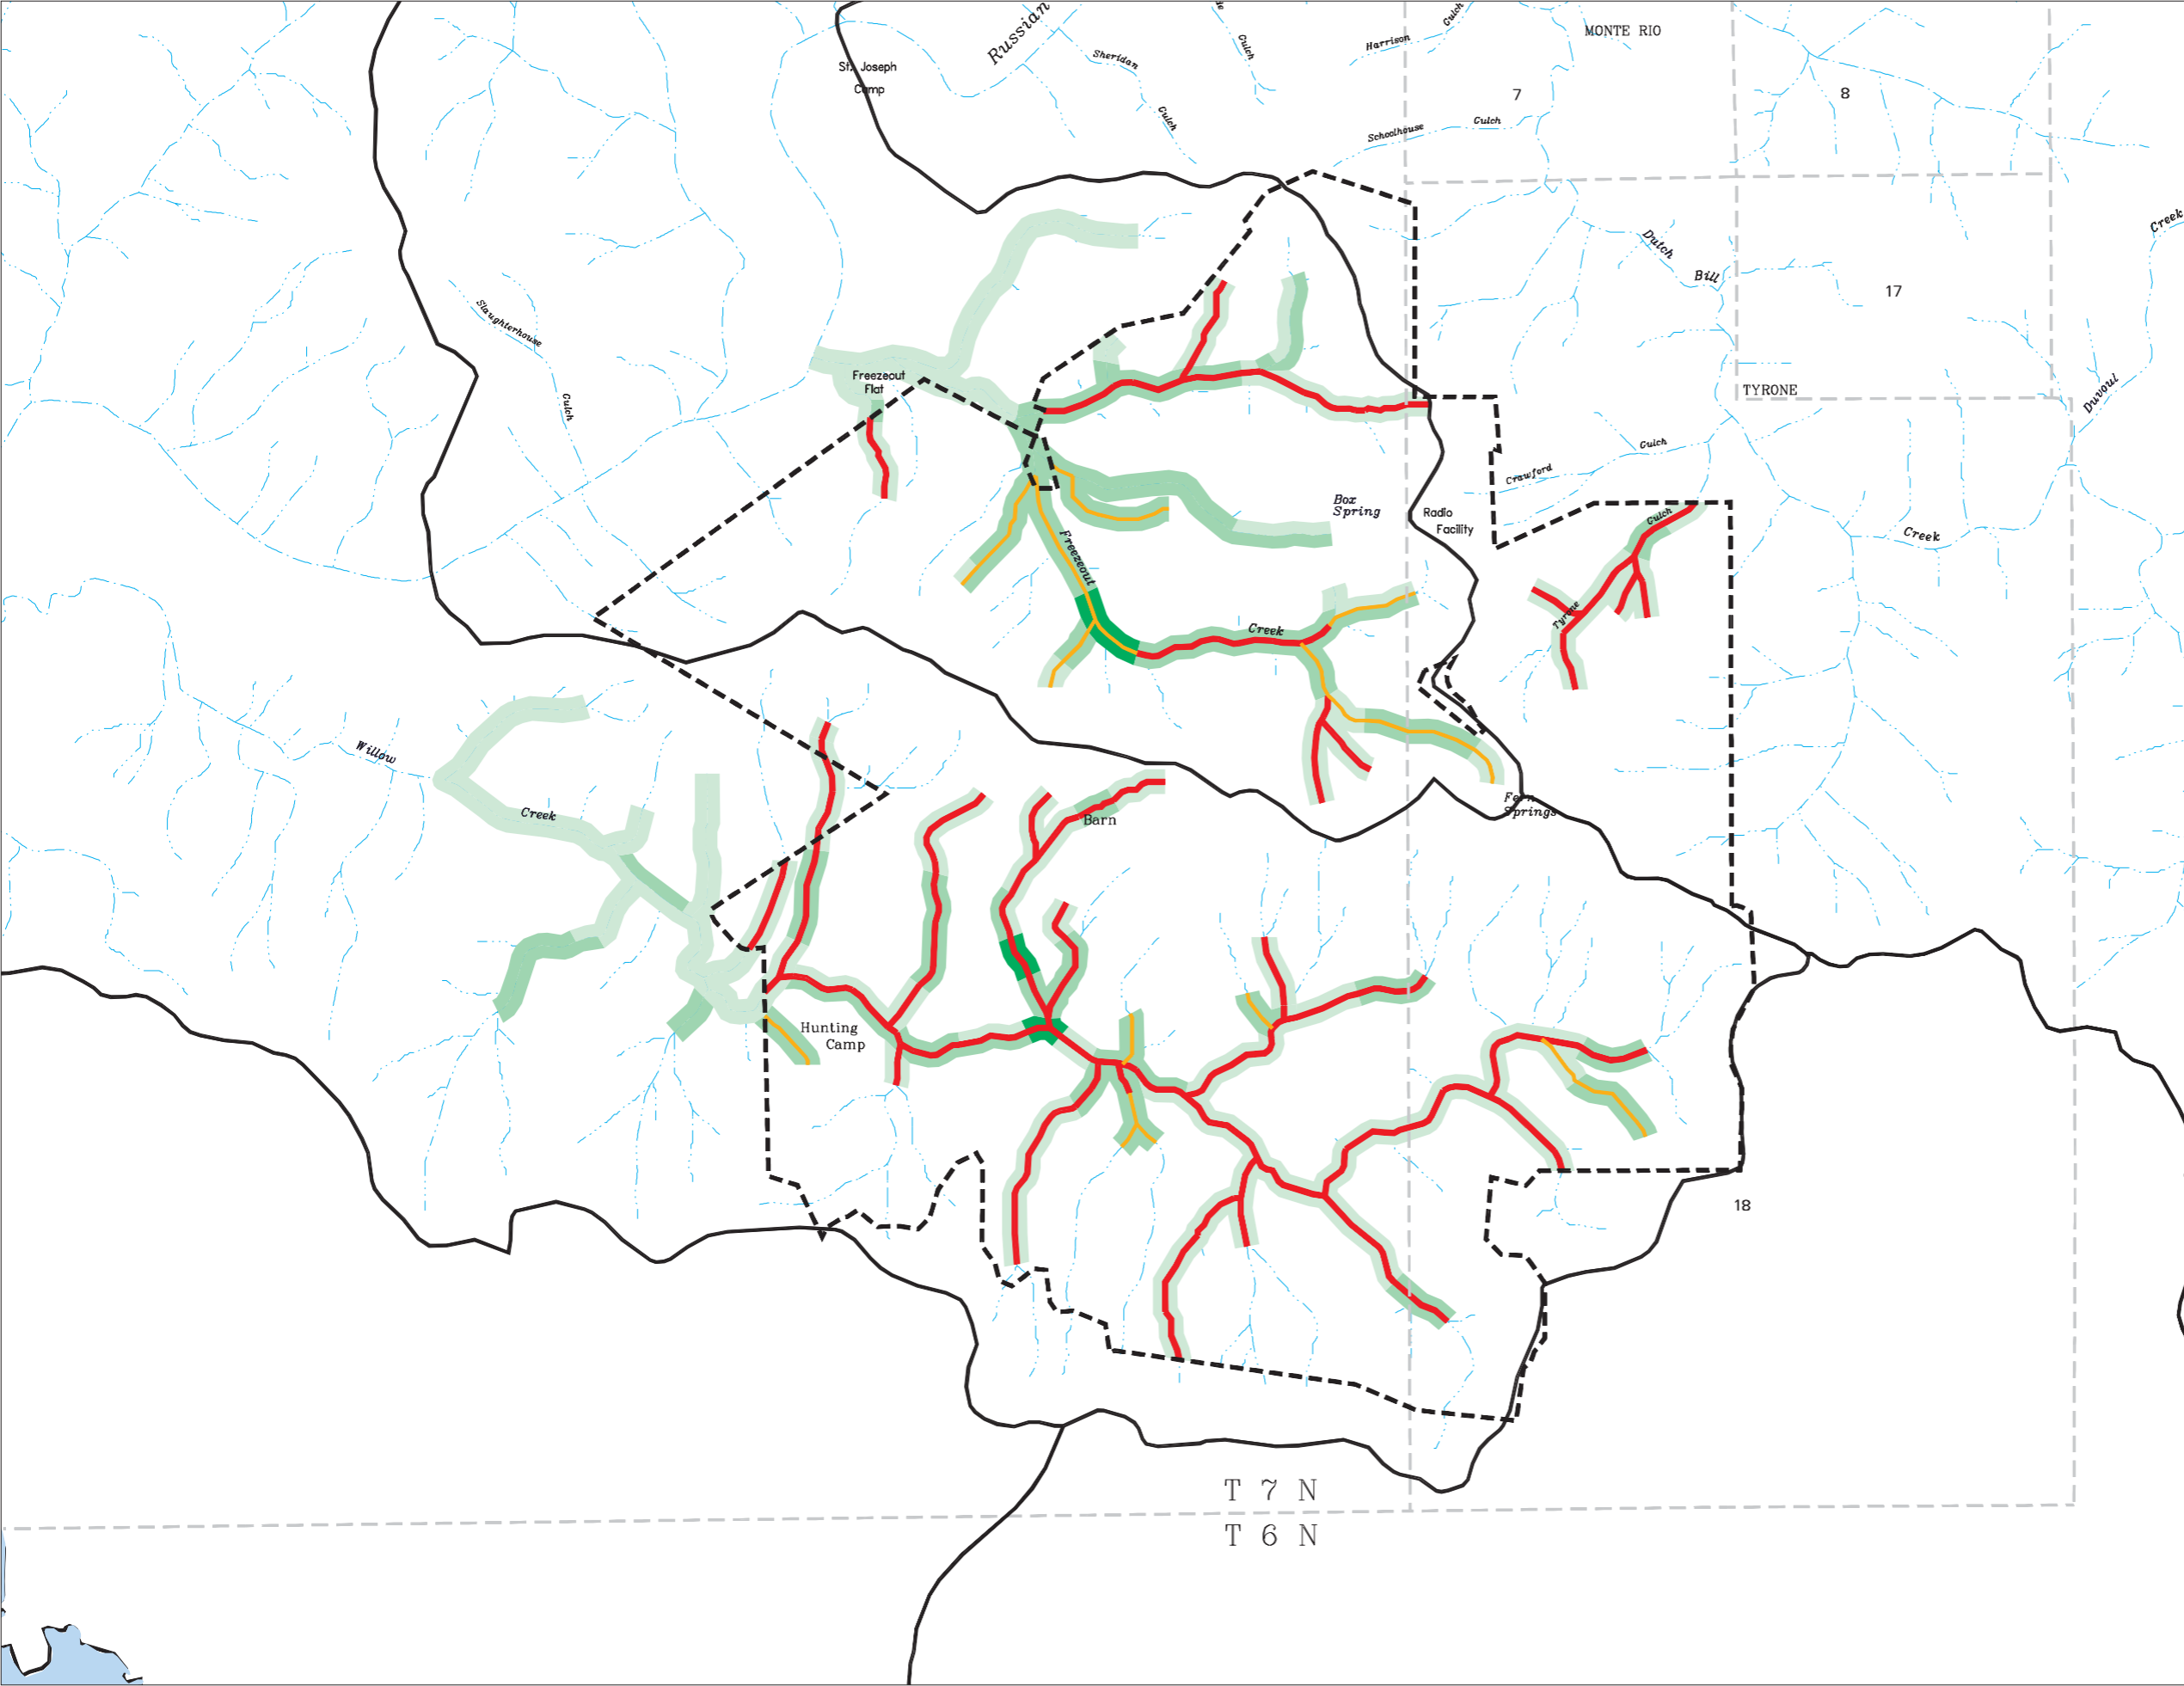 Russian
de
Gulch
Sheridan
Gulch
Harrison
Gulch
MONTE RIO
St. Joseph
Camp
7
8
Schoolhouse
Gulch
Creek
Dutch
Bill
17
Slaughterhouse
Gulch
Freezeout
Flat
TYRONE
Duvoul
Crawford
Gulch
Box
Spring
Radio
Facility
Creek
Gulch
Tyrone
Freezeout
Creek
Willow
Creek
Fern
Springs
Barn
Hunting
Camp
18
T 7 N
T 6 N